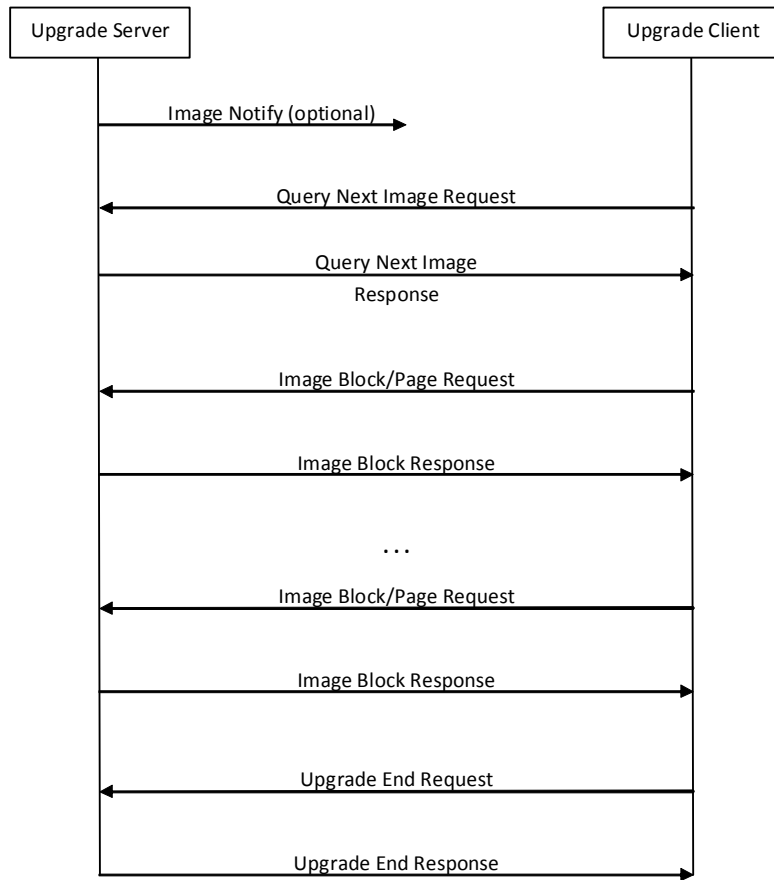 Upgrade Server
Upgrade Client
Image Notify (optional)
Query Next Image Request
Query Next Image
Response
Image Block/Page Request
Image Block Response
...
Image Block/Page Request
Image Block Response
Upgrade End Request
Upgrade End Response